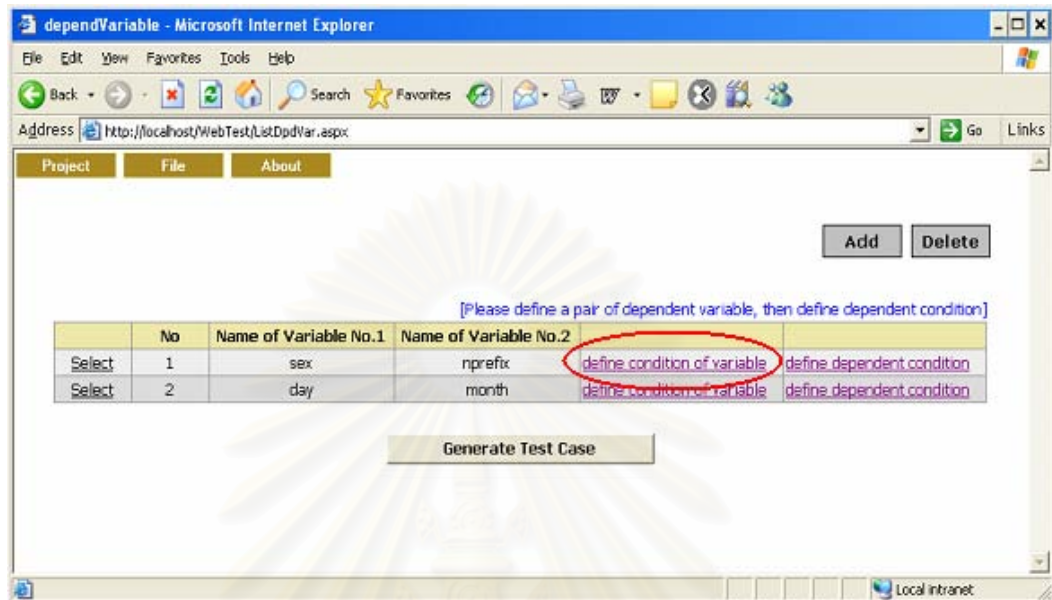 dependVariable - Microsoft Internet Explorer
File Edit View Favorites Tools Help
Back Search Favorites
Address http://localhost/WebTest/ListDpdVar.aspx Go Links
Project File About
Add Delete
[Please define a pair of dependent variable, then define dependent condition]
No Name of Variable No.1 Name of Variable No.2
Select 1 sex nprefix define condition of variable define dependent condition
Select 2 day month define condition of variable define dependent condition
Generate Test Case
Local intranet